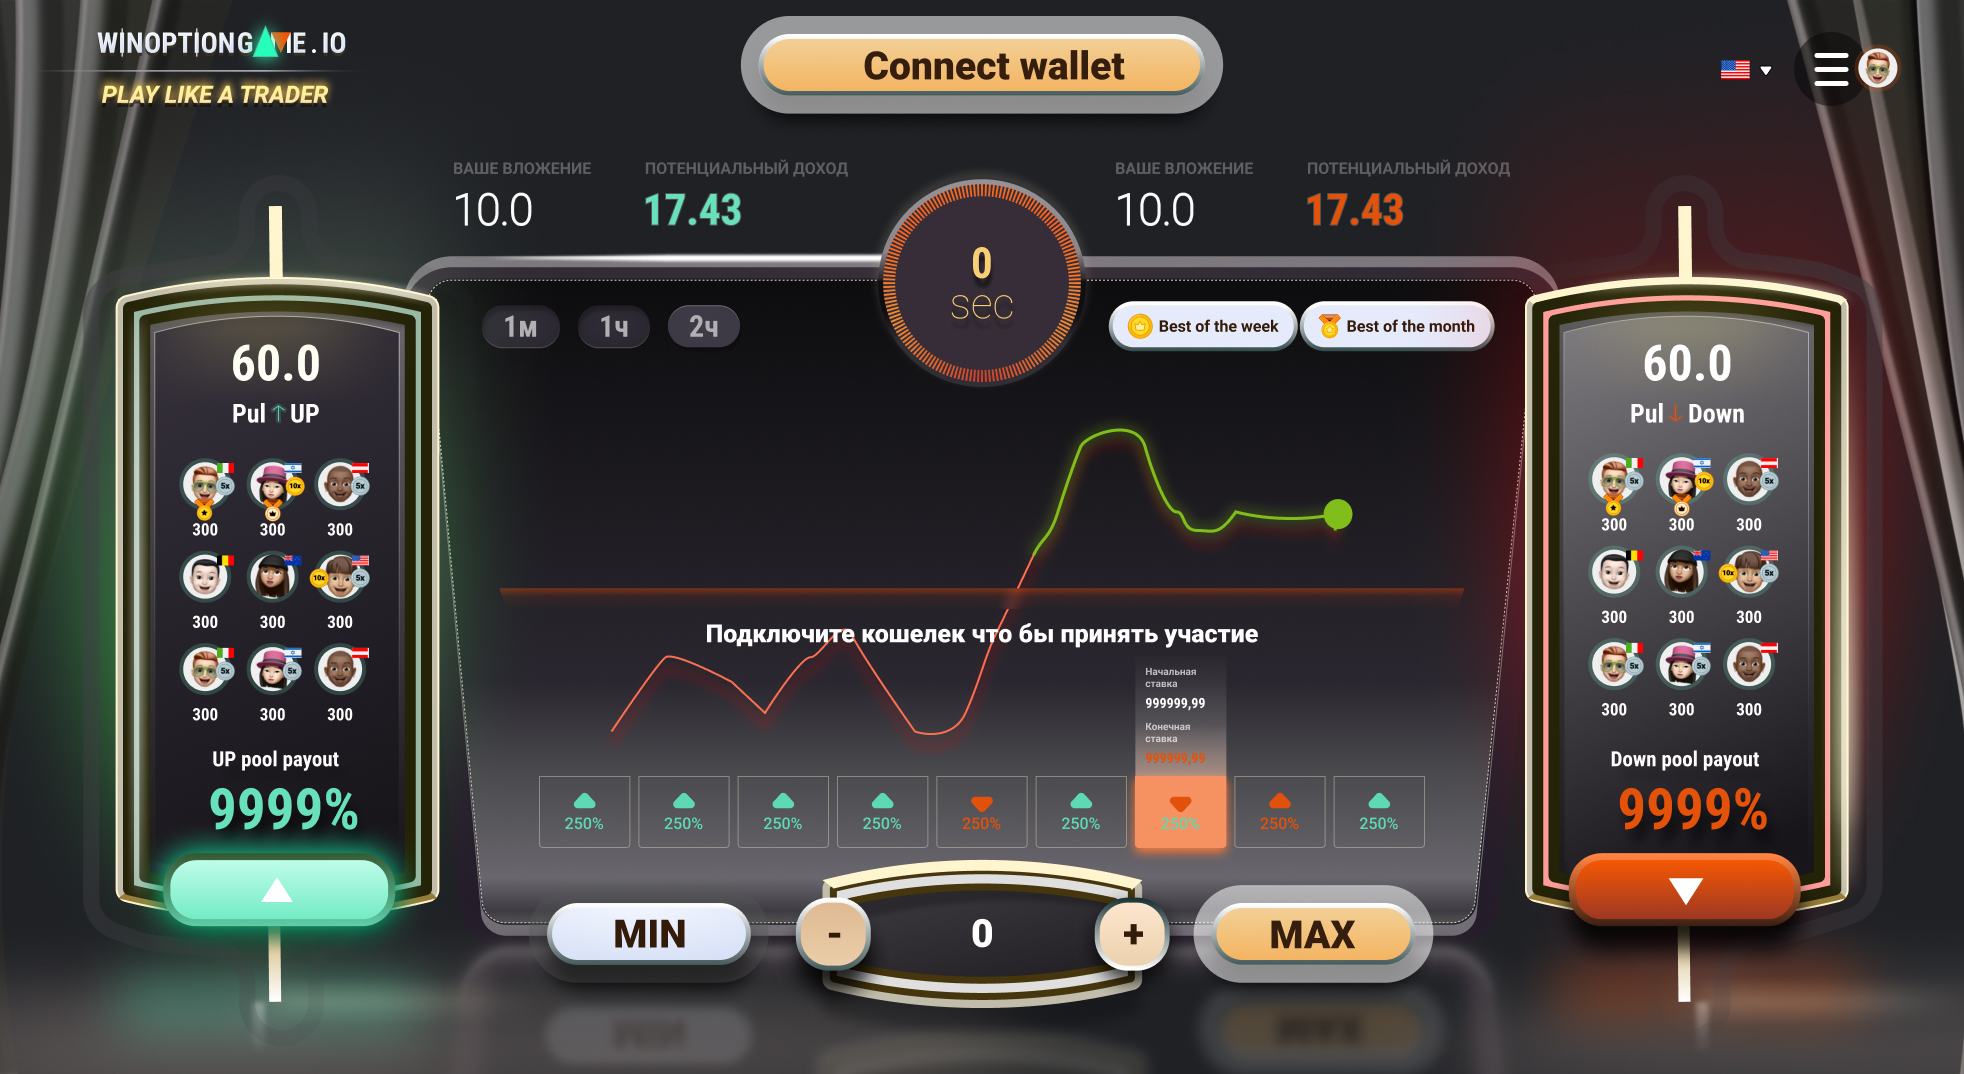 WINOPTIONGAME.IO
PLAY LIKE A TRADER
Connect wallet
ВАШЕ ВЛОЖЕНИЕ
10.0
ПОТЕНЦИАЛЬНЫЙ ДОХОД
17.43
ВАШЕ ВЛОЖЕНИЕ
10.0
ПОТЕНЦИАЛЬНЫЙ ДОХОД
17.43
0
sec
1м
1ч
2ч
Best of the week
Best of the month
60.0
Pul ↑ UP
5x
10x
5x
300
300
300
10x
5x
300
300
300
5x
5x
300
300
300
UP pool payout
9999%
60.0
Pul ↓ Down
5x
10x
5x
300
300
300
10x
5x
300
300
300
5x
5x
300
300
300
Down pool payout
9999%
Подключите кошелек что бы принять участие
Начальная
ставка
999999,99
Конечная
ставка
999999,99
250%
250%
250%
250%
250%
250%
250%
250%
250%
MIN
-
0
+
MAX